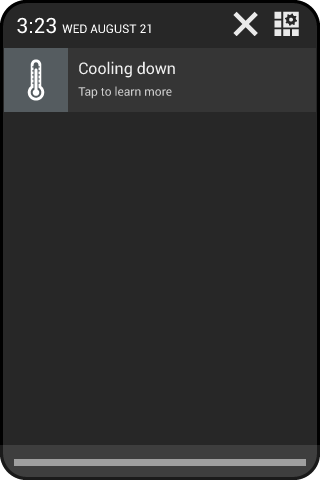 3:23 WED AUGUST 21
Cooling down
Tap to learn more